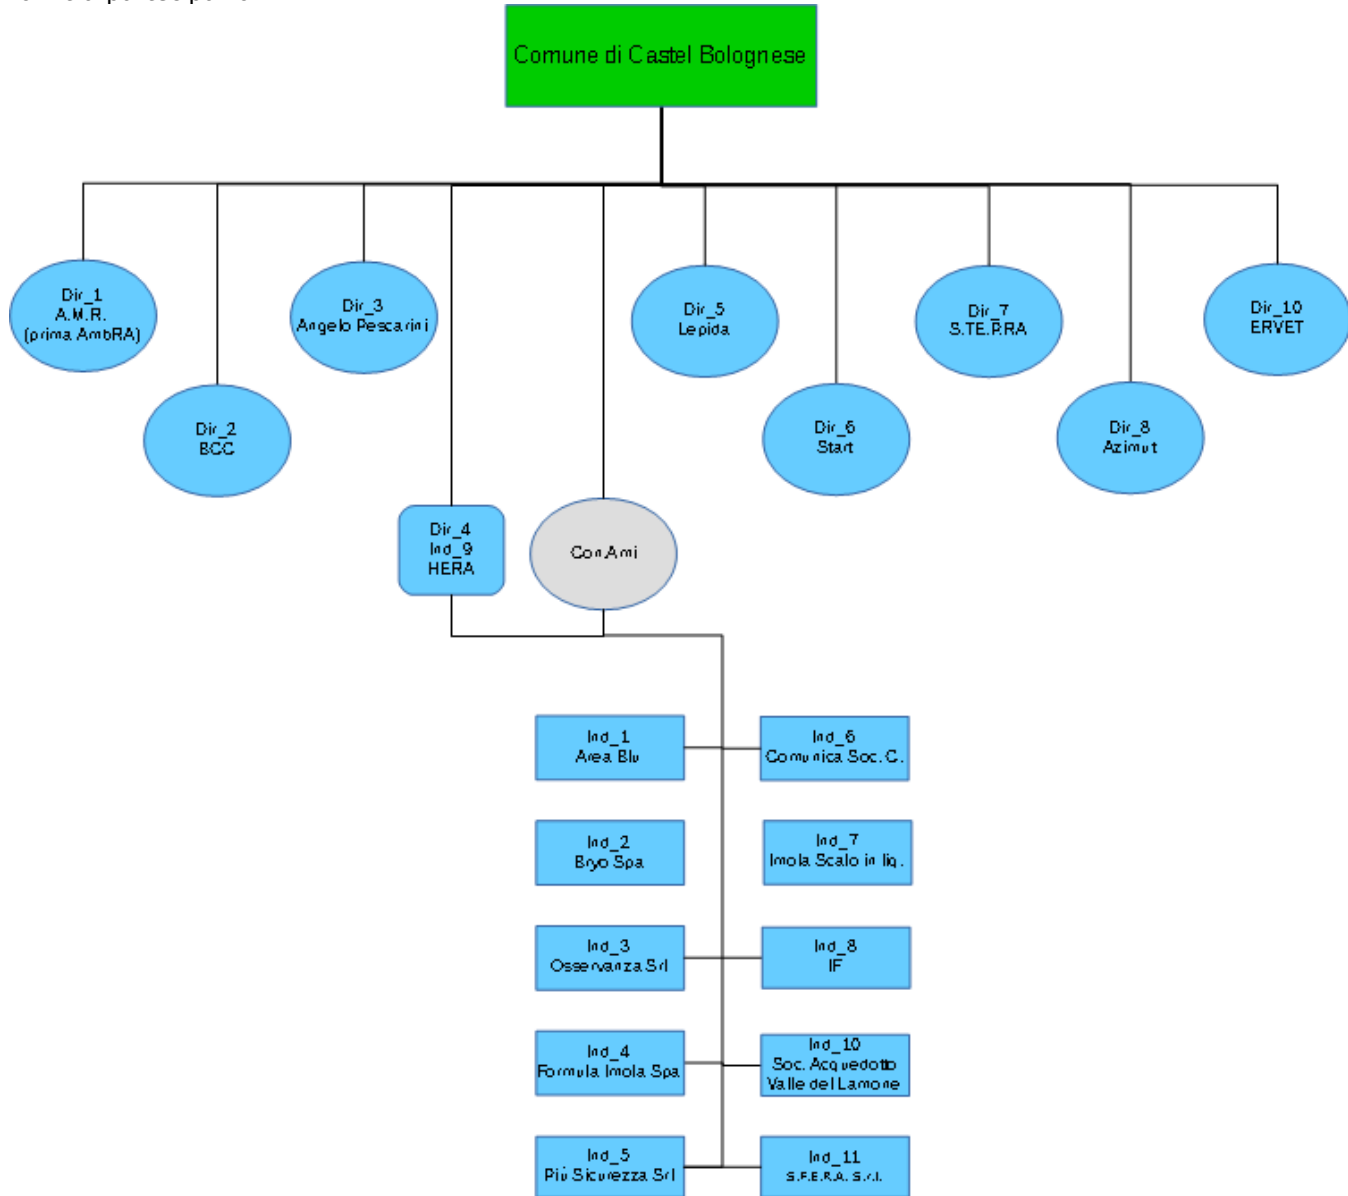 Comune di Castel Bolognese
Dir_1
A.M.R.
(prima AmbRA)
Dir_2
BCC
Dir_3
Angelo Pescarini
Dir_4
Ind_9
HERA
Con.Ami
Dir_5
Lepida
Dir_6
Start
Dir_7
S.TE.P.RA
Dir_8
Azimut
Dir_10
ERVET
Ind_1
Area Blu
Ind_6
Comunica Soc. C.
Ind_2
Bryo Spa
Ind_7
Imola Scalo in liq.
Ind_3
Osservanza Srl
Ind_8
IF
Ind_4
Formula Imola Spa
Ind_10
Soc. Acquedotto
Valle del Lamone
Ind_5
Più Sicurezza Srl
Ind_11
S.F.E.R.A. S.r.l.